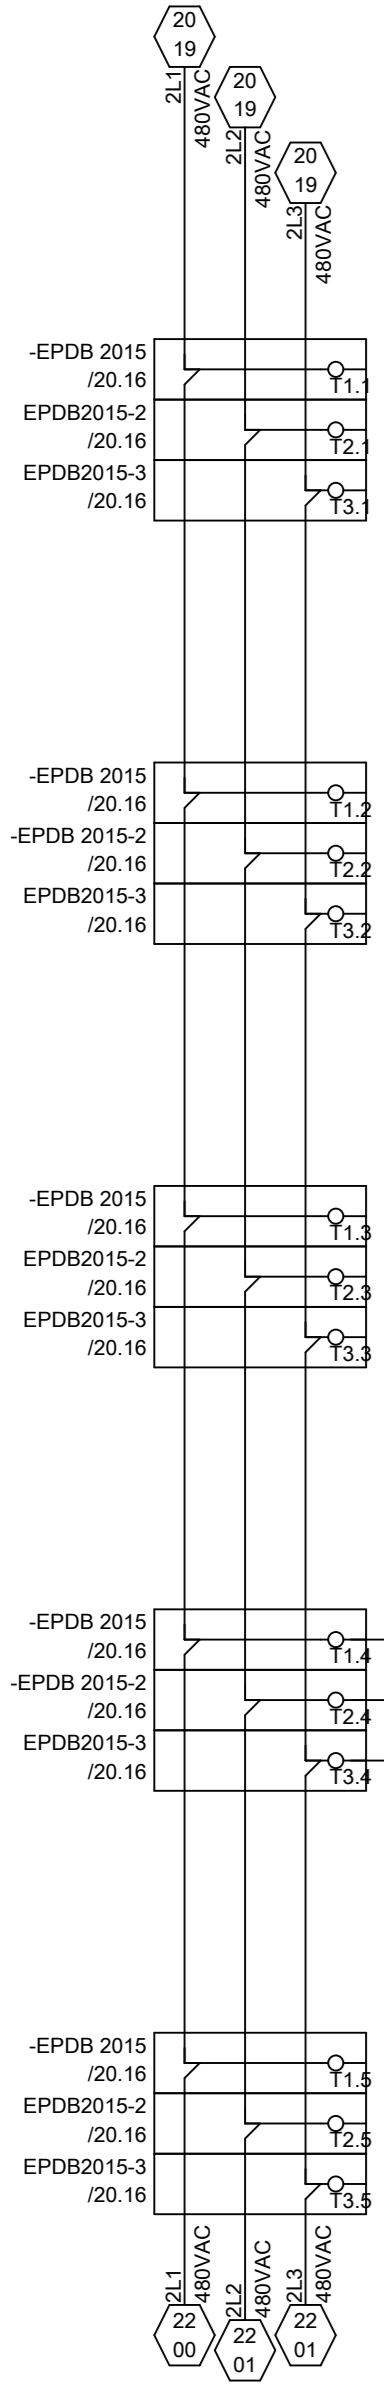 20
19
2L1
480VAC
20
19
2L2
480VAC
20
19
2L3
480VAC
-EPDB 2015
/20.16
T1.1
EPDB2015-2
/20.16
T2.1
EPDB2015-3
/20.16
T3.1
-EPDB 2015
/20.16
T1.2
-EPDB 2015-2
/20.16
T2.2
EPDB2015-3
/20.16
T3.2
-EPDB 2015
/20.16
T1.3
EPDB2015-2
/20.16
T2.3
EPDB2015-3
/20.16
T3.3
-EPDB 2015
/20.16
T1.4
-EPDB 2015-2
/20.16
T2.4
EPDB2015-3
/20.16
T3.4
-EPDB 2015
/20.16
T1.5
EPDB2015-2
/20.16
T2.5
EPDB2015-3
/20.16
T3.5
2L1
480VAC
22
00
2L2
480VAC
22
01
2L3
480VAC
22
01